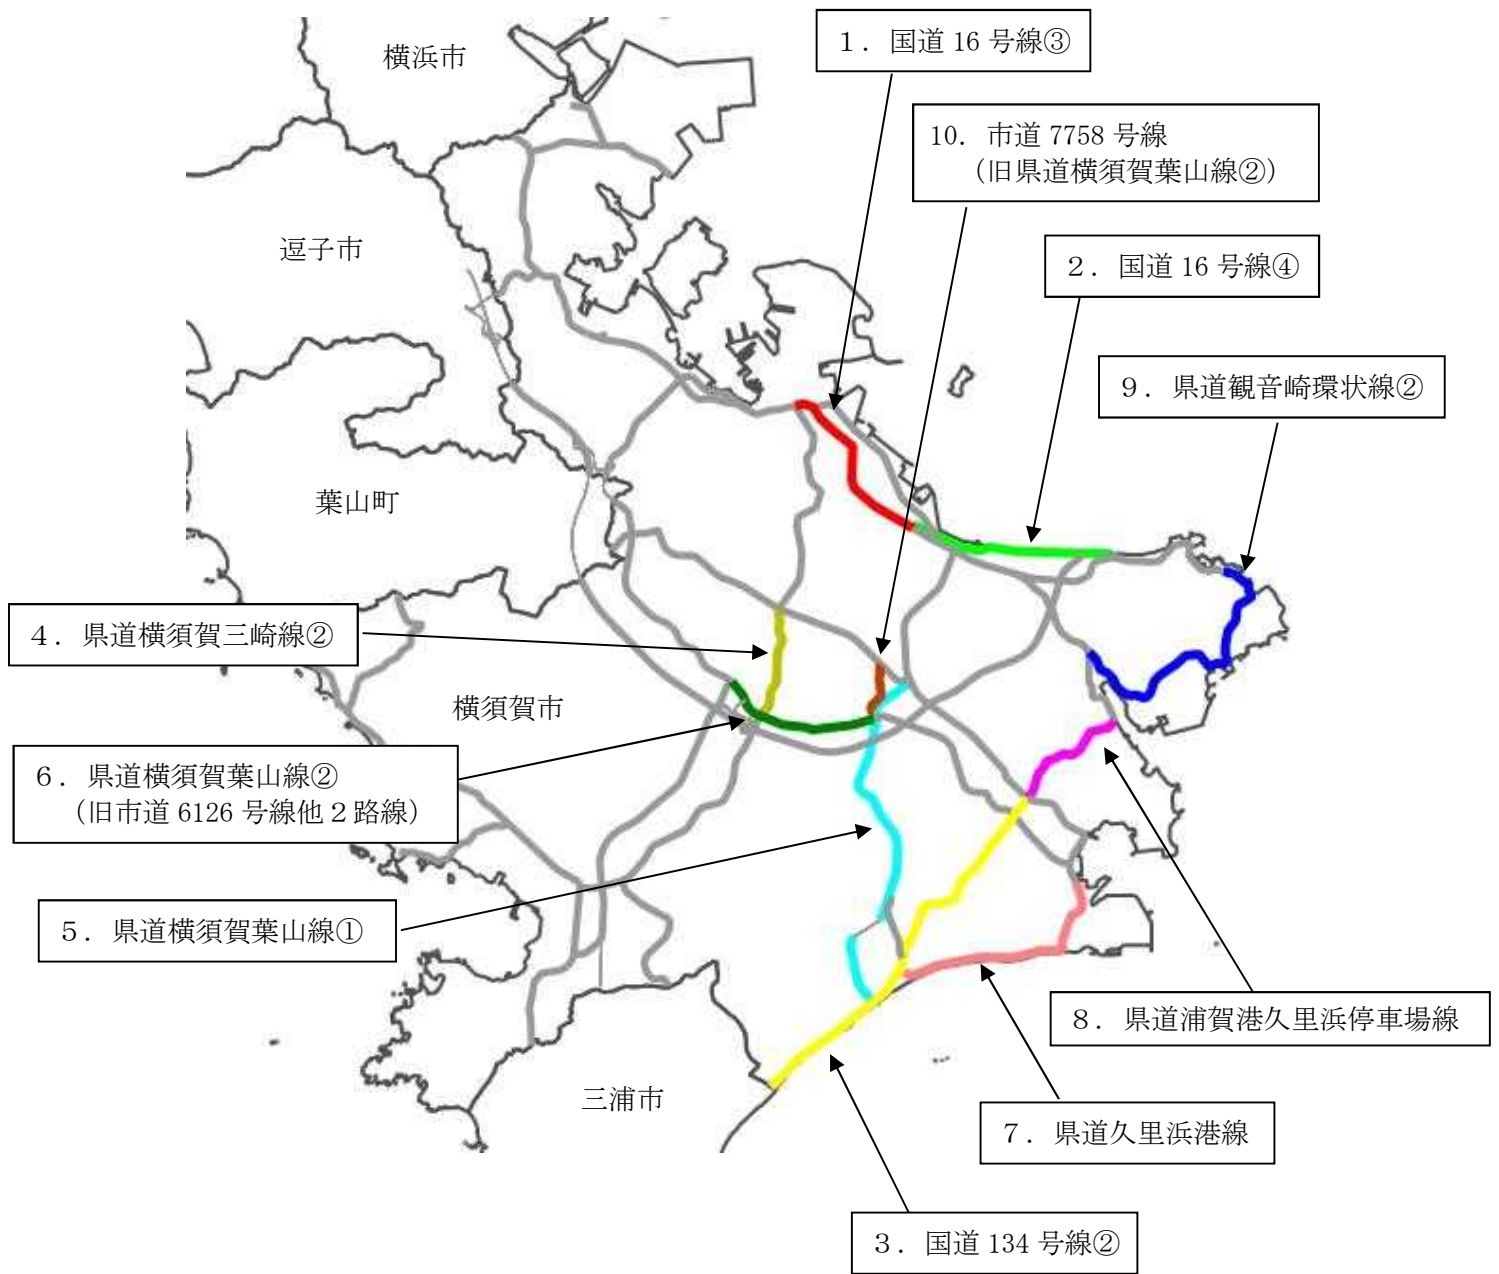 横浜市
1．国道 16 号線③
10．市道 7758 号線
（旧県道横須賀葉山線②）
逗子市
2．国道 16 号線④
9．県道観音崎環状線②
葉山町
4．県道横須賀三崎線②
横須賀市
6．県道横須賀葉山線②
（旧市道 6126 号線他２路線）
5．県道横須賀葉山線①
8．県道浦賀港久里浜停車場線
三浦市
7．県道久里浜港線
3．国道 134 号線②